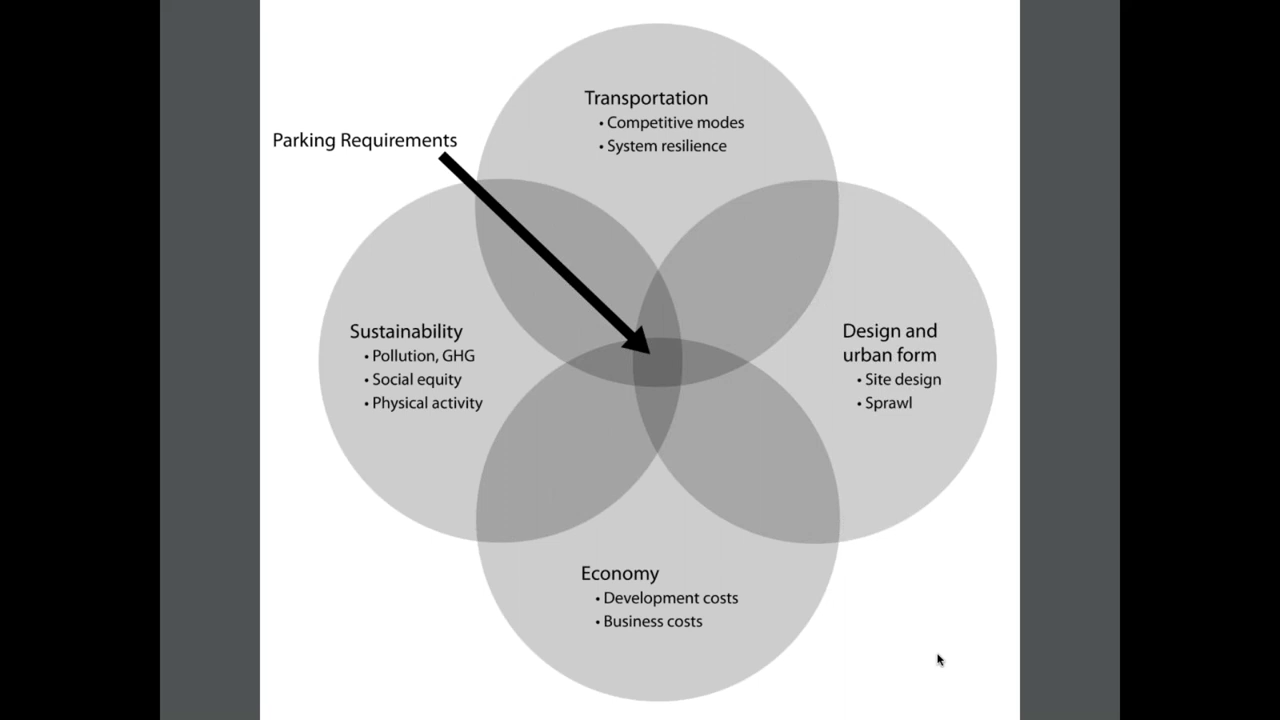 Transportation
• Competitive modes
• System resilience
Parking Requirements
Sustainability
• Pollution, GHG
• Social equity
• Physical activity
Design and
urban form
• Site design
• Sprawl
Economy
• Development costs
• Business costs